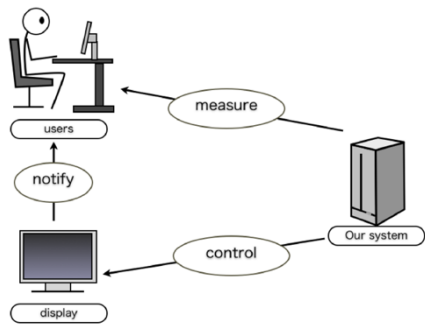 measure
users
notify
Our system
control
display